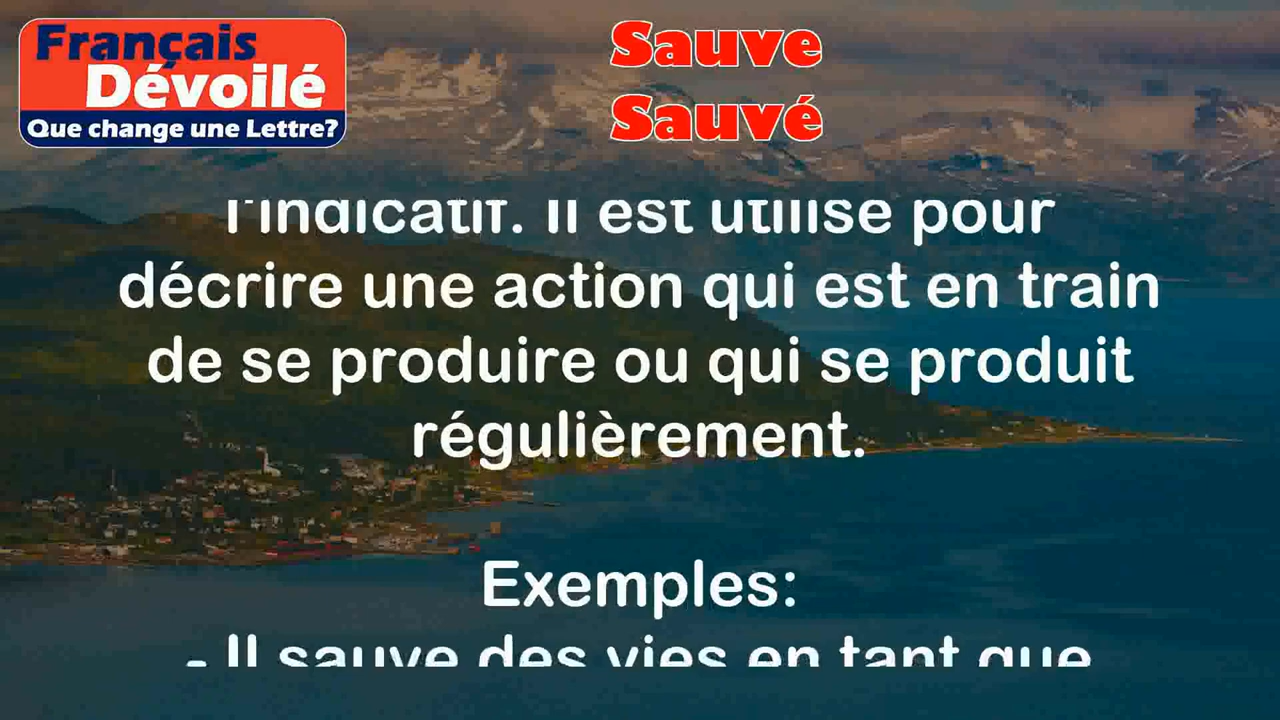 Français
Dévoilé
Que change une Lettre?
Sauve
Sauvé
l'indicatif. Il est utilisé pour
décrire une action qui est en train
de se produire ou qui se produit
régulièrement.
Exemples:
- Il sauve des vies en tant que